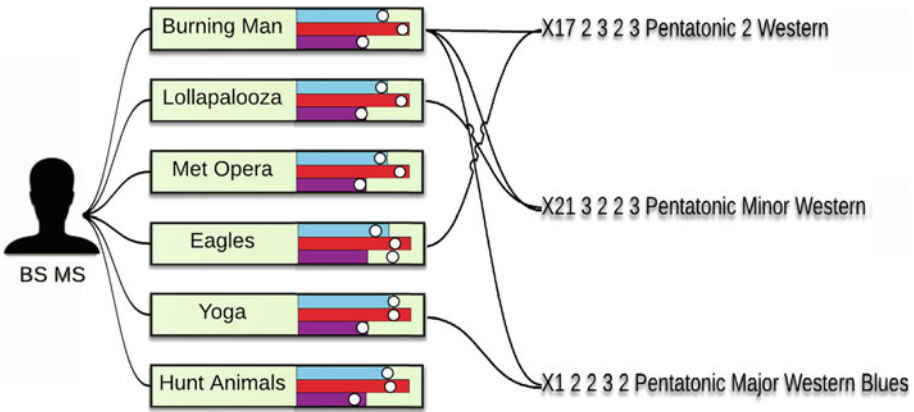 Burning Man
Lollapalooza
Met Opera
Eagles
Yoga
Hunt Animals
BS MS
X17 2 3 2 3 Pentatonic 2 Western
X21 3 2 2 3 Pentatonic Minor Western
X1 2 2 3 2 Pentatonic Major Western Blues